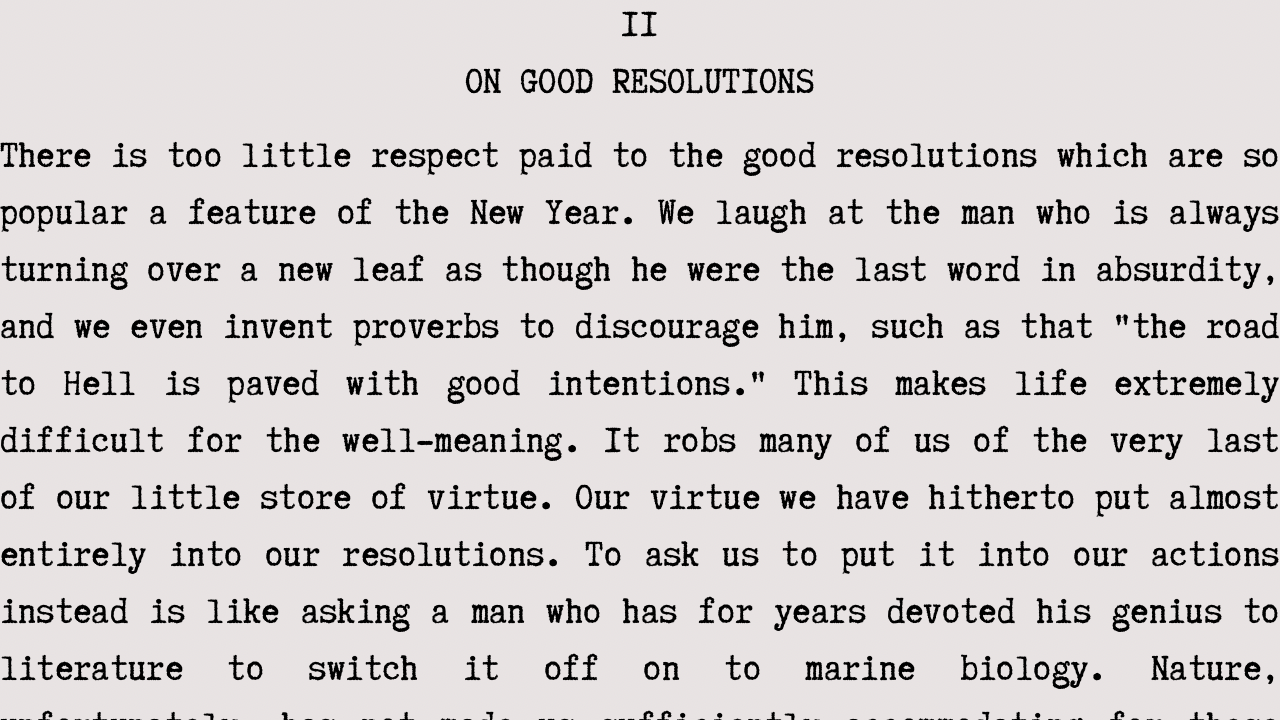 II
ON GOOD RESOLUTIONS
There is too little respect paid to the good resolutions which are so
popular a feature of the New Year. We laugh at the man who is always
turning over a new leaf as though he were the last word in absurdity,
and we even invent proverbs to discourage him, such as that "the road
to Hell is paved with good intentions." This makes life extremely
difficult for the well-meaning. It robs many of us of the very last
of our little store of virtue. Our virtue we have hitherto put almost
entirely into our resolutions. To ask us to put it into our actions
instead is like asking a man who has for years devoted his genius to
literature to switch it off on to marine biology. Nature,